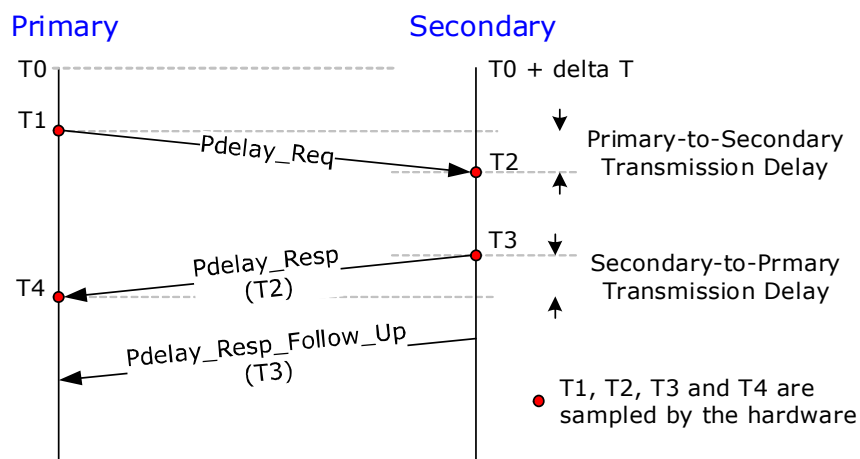 Primary
Secondary
T0
T0 + delta T
T1
Pdelay_Req
T2
Primary-to-Secondary
Transmission Delay
T3
Pdelay_Resp
(T2)
T4
Secondary-to-Prmary
Transmission Delay
Pdelay_Resp_Follow_Up
(T3)
T1, T2, T3 and T4 are
sampled by the hardware